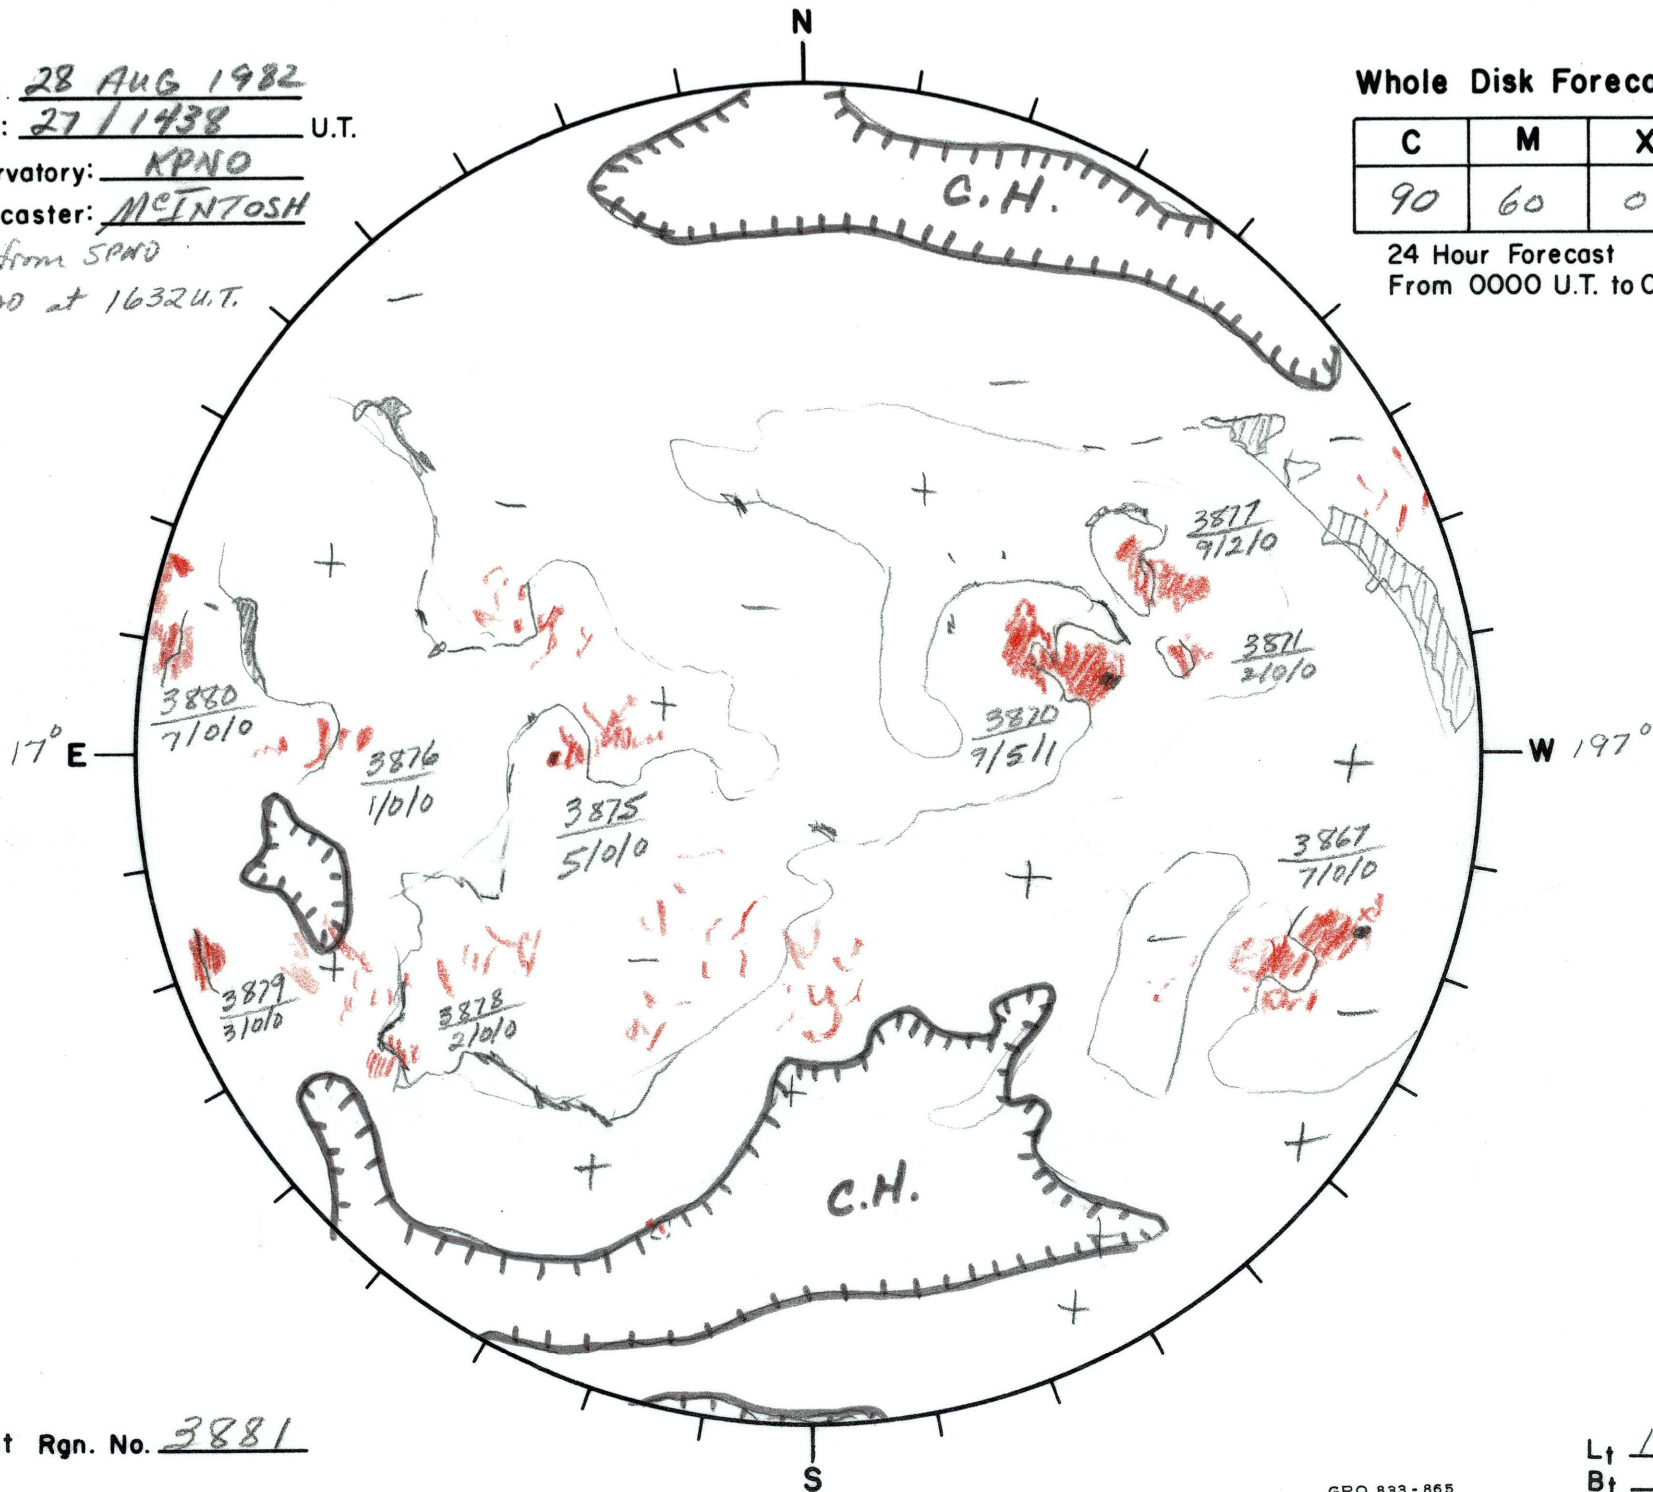 N
28 AUG 1982
: 27 / 1438 U.T.
rvatory: KPNO
caster: McINTOSH
from SPNO
at 1632 U.T.
Whole Disk Foreca
C M X
90 60 0
24 Hour Forecast
From 0000 U.T. to 0
C.H.
3877
9/2/0
3871
2/0/0
3880
7/0/0
3870
9/5/1
17° E
W 197°
3876
1/0/0
3875
5/0/0
3867
7/0/0
3879
3/0/0
3878
2/0/0
C.H.
t Rgn. No. 3881
S
Lt
Bt
GPO 833-865